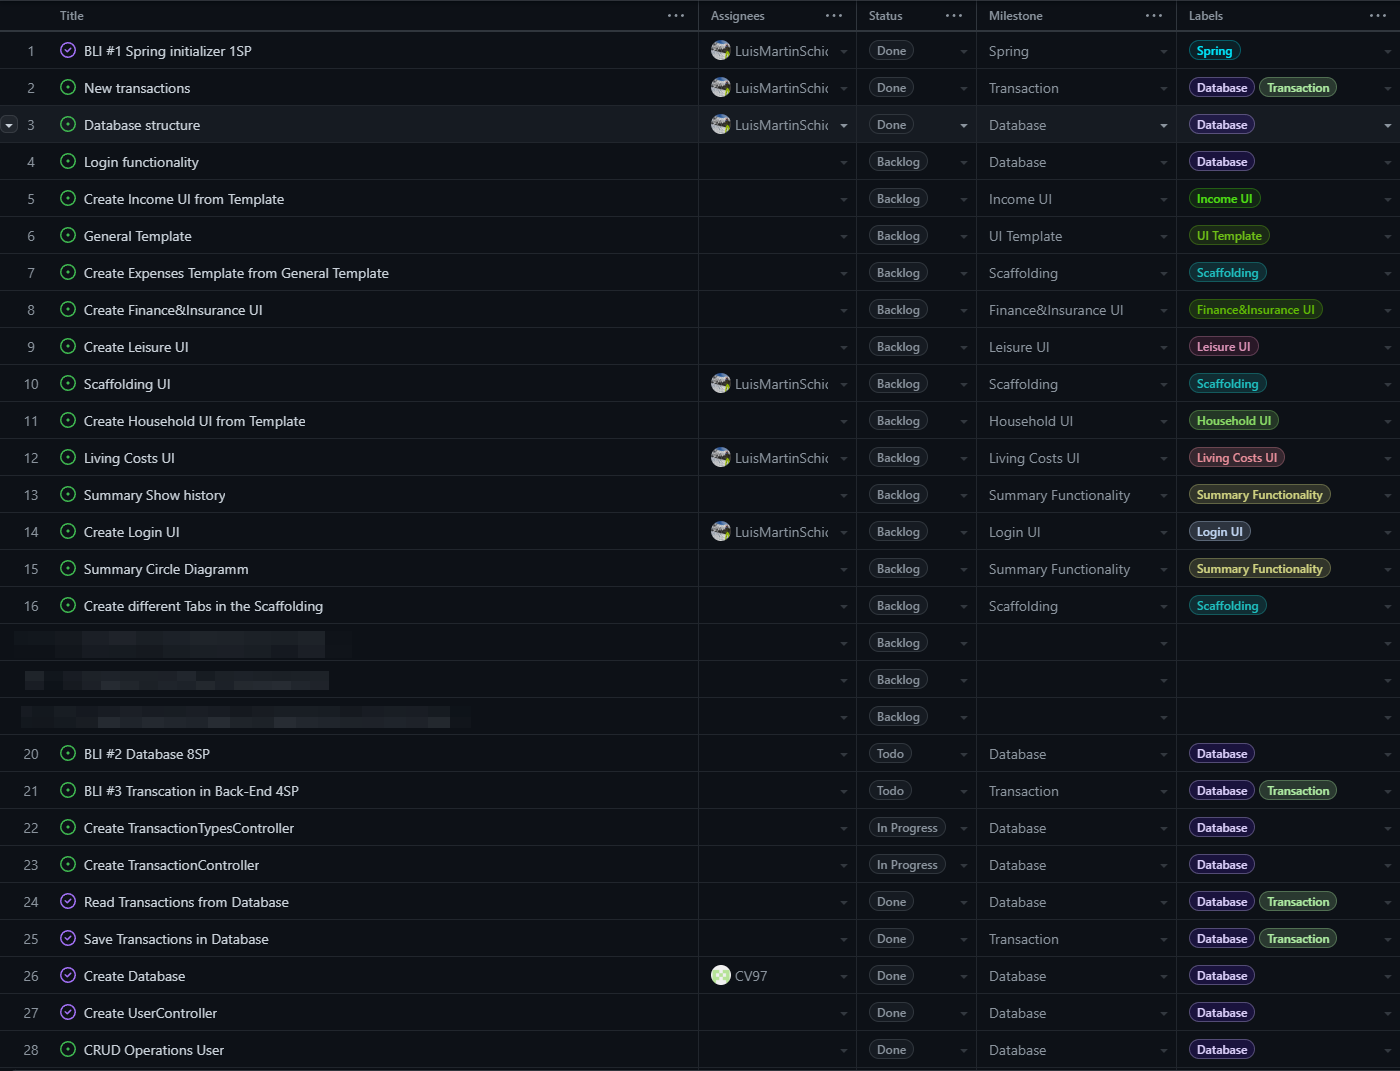 Title Assignees Status Milestone Labels
1 BLI #1 Spring initializer 1SP LuisMartinSchic Done Spring Spring
2 New transactions LuisMartinSchic Done Transaction Database Transaction
3 Database structure LuisMartinSchic Done Database Database
4 Login functionality Backlog Database Database
5 Create Income UI from Template Backlog Income UI Income UI
6 General Template Backlog UI Template UI Template
7 Create Expenses Template from General Template Backlog Scaffolding Scaffolding
8 Create Finance&Insurance UI Backlog Finance&Insurance UI Finance&Insurance UI
9 Create Leisure UI Backlog Leisure UI Leisure UI
10 Scaffolding UI LuisMartinSchic Backlog Scaffolding Scaffolding
11 Create Household UI from Template Backlog Household UI Household UI
12 Living Costs UI LuisMartinSchic Backlog Living Costs UI Living Costs UI
13 Summary Show history Backlog Summary Functionality Summary Functionality
14 Create Login UI LuisMartinSchic Backlog Login UI Login UI
15 Summary Circle Diagramm Backlog Summary Functionality Summary Functionality
16 Create different Tabs in the Scaffolding Backlog Scaffolding Scaffolding
Backlog
Backlog
Backlog
20 BLI #2 Database 8SP Todo Database Database
21 BLI #3 Transcation in Back-End 4SP Todo Transaction Database Transaction
22 Create TransactionTypesController In Progress Database Database
23 Create TransactionController In Progress Database Database
24 Read Transactions from Database Done Database Database Transaction
25 Save Transactions in Database Done Transaction Database Transaction
26 Create Database CV97 Done Database Database
27 Create UserController Done Database Database
28 CRUD Operations User Done Database Database